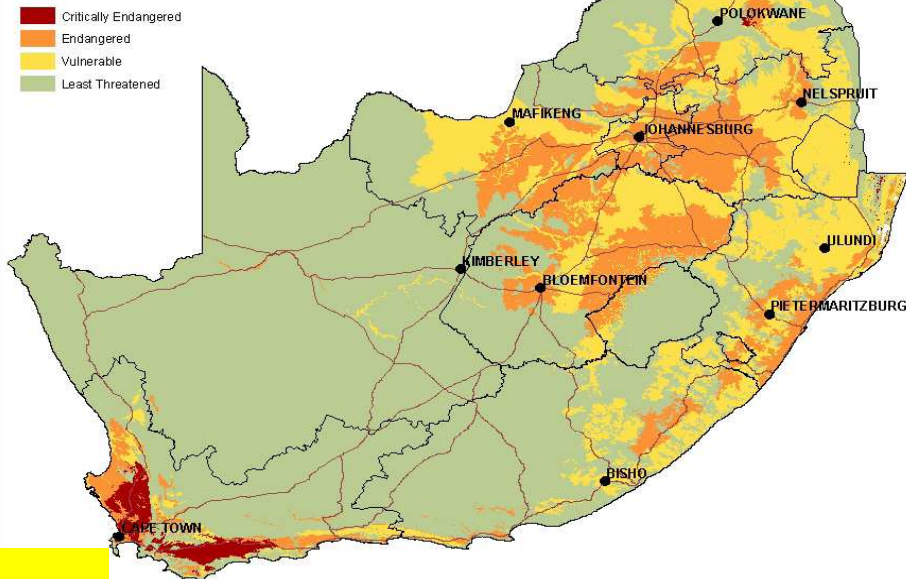 Critically Endangered
Endangered
Vulnerable
Least Threatened
POLOKWANE
NELSPRUIT
MAFIKENG
JOHANNESBURG
ULUNDI
KIMBERLEY
BLOEMFONTEIN
PIETERMARITZBURG
BISHO
CAPE TOWN